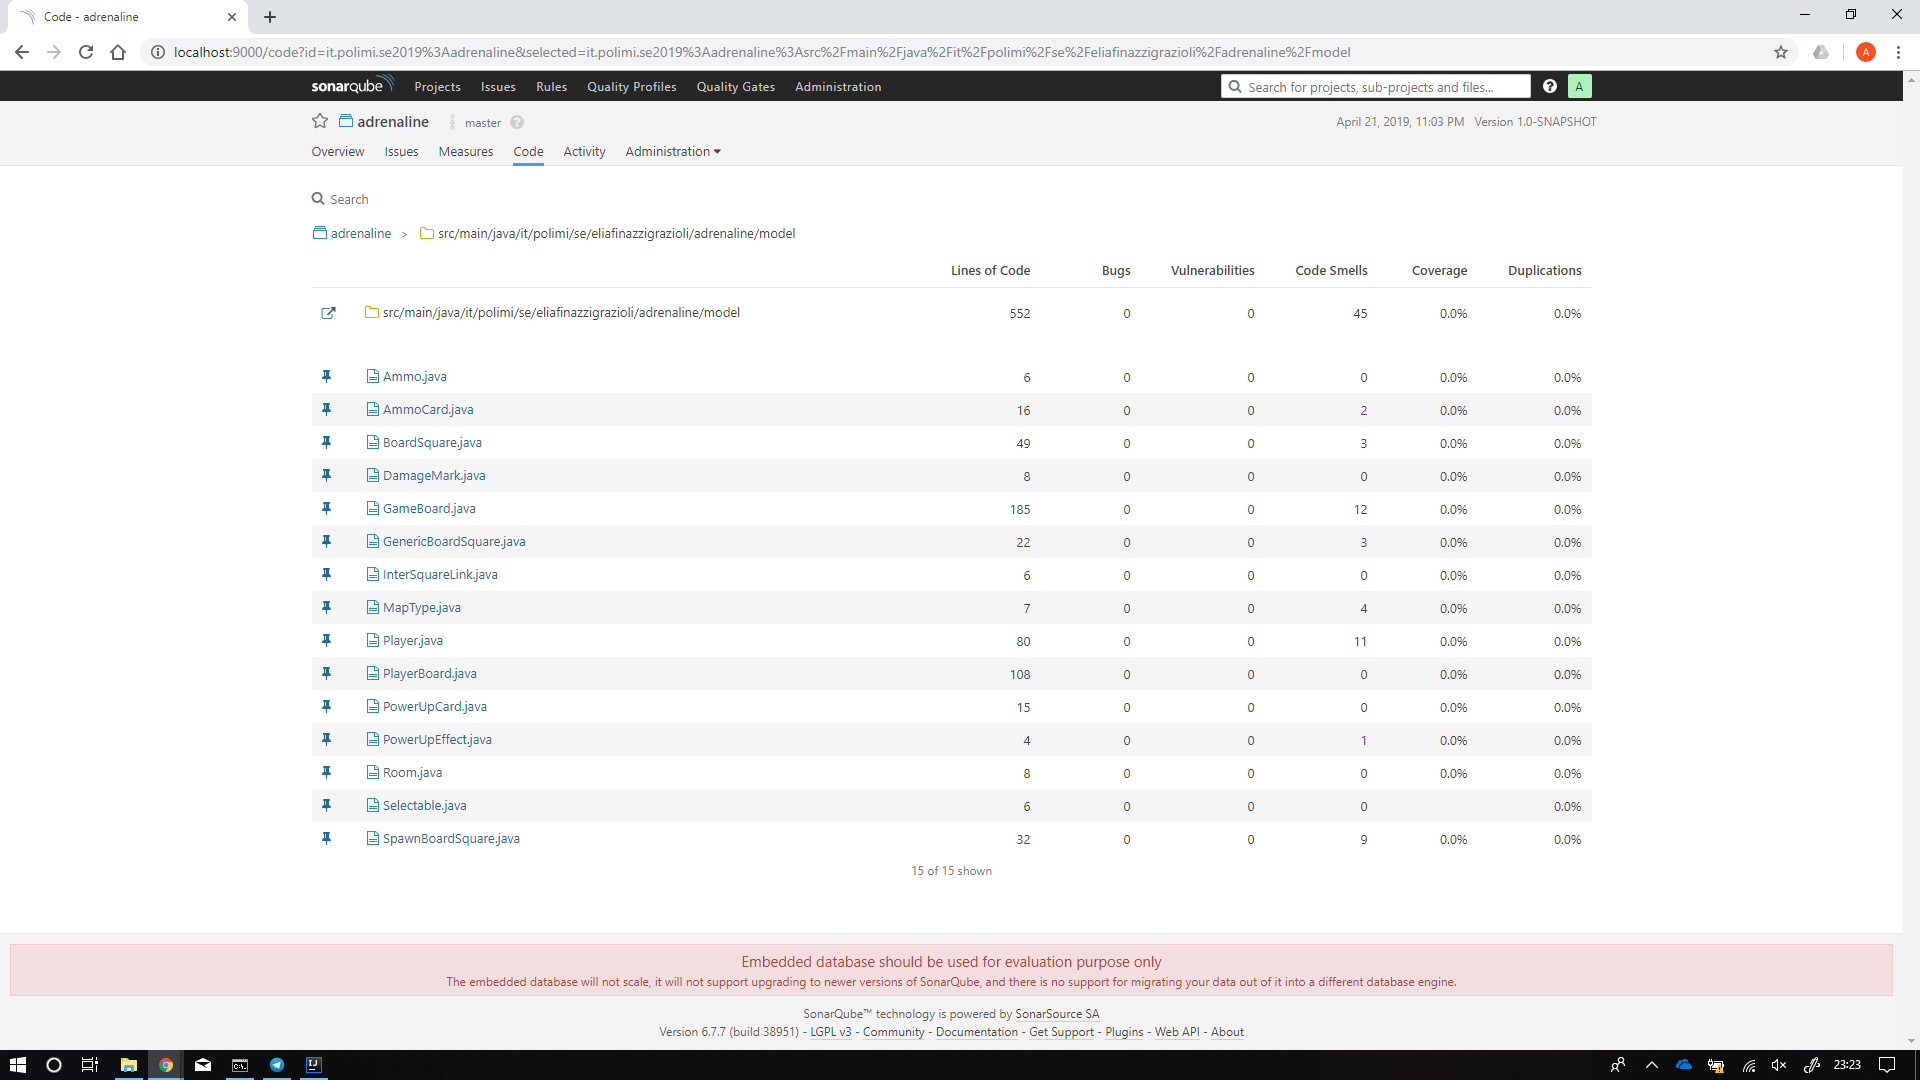 Code - adrenaline
localhost:9000/code?id=it.polimi.se2019%3Aadrenaline&selected=it.polimi.se2019%3Aadrenaline%3Asrc%2Fmain%2Fjava%2Fit%2Fpolimi%2Fse%2Feliafinazzigrazioli%2Fadrenaline%2Fmodel
A
sonarqube Projects Issues Rules Quality Profiles Quality Gates Administration Search for projects, sub-projects and files... ? A
adrenaline master ? April 21, 2019, 11:03 PM Version 1.0-SNAPSHOT
Overview Issues Measures Code Activity Administration
Search
adrenaline > src/main/java/it/polimi/se/eliafinazzigrazioli/adrenaline/model
Lines of Code Bugs Vulnerabilities Code Smells Coverage Duplications
src/main/java/it/polimi/se/eliafinazzigrazioli/adrenaline/model 552 0 0 45 0.0% 0.0%
Ammo.java 6 0 0 0 0.0% 0.0%
AmmoCard.java 16 0 0 2 0.0% 0.0%
BoardSquare.java 49 0 0 3 0.0% 0.0%
DamageMark.java 8 0 0 0 0.0% 0.0%
GameBoard.java 185 0 0 12 0.0% 0.0%
GenericBoardSquare.java 22 0 0 3 0.0% 0.0%
InterSquareLink.java 6 0 0 0 0.0% 0.0%
MapType.java 7 0 0 4 0.0% 0.0%
Player.java 80 0 0 11 0.0% 0.0%
PlayerBoard.java 108 0 0 0 0.0% 0.0%
PowerUpCard.java 15 0 0 0 0.0% 0.0%
PowerUpEffect.java 4 0 0 1 0.0% 0.0%
Room.java 8 0 0 0 0.0% 0.0%
Selectable.java 6 0 0 0 0.0%
SpawnBoardSquare.java 32 0 0 9 0.0% 0.0%
15 of 15 shown
Embedded database should be used for evaluation purpose only
The embedded database will not scale, it will not support upgrading to newer versions of SonarQube, and there is no support for migrating your data out of it into a different database engine.
SonarQube™ technology is powered by SonarSource SA
Version 6.7.7 (build 38951) - LGPL v3 - Community - Documentation - Get Support - Plugins - Web API - About
IJ 23:23